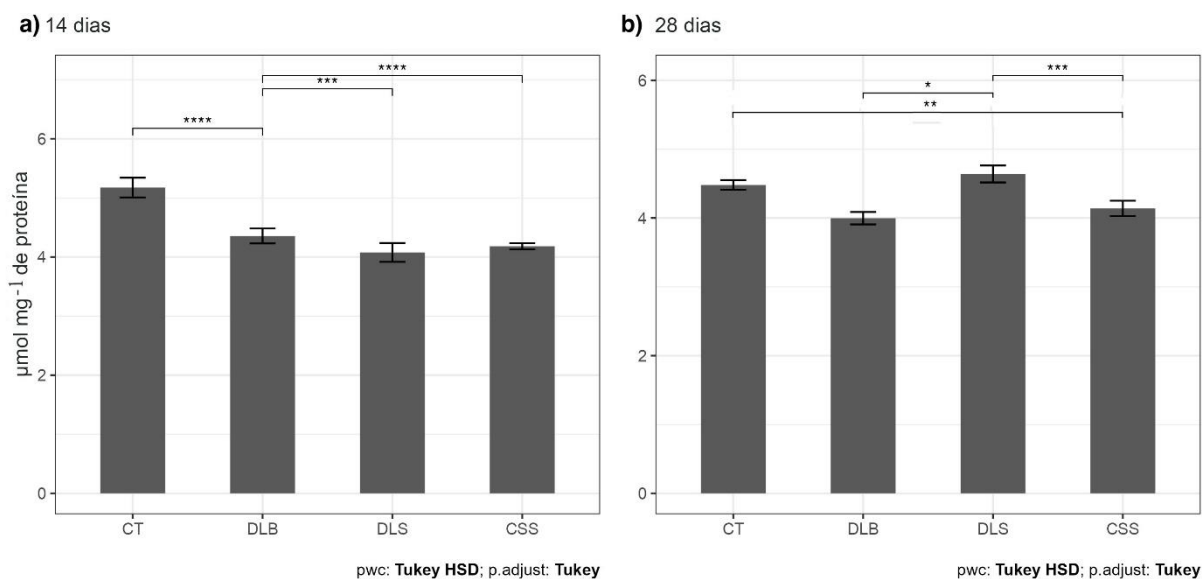 a) 14 dias
****
***
****
6
4
2
0
µmol mg⁻¹ de proteína
CT DLB DLS CSS
pwc: Tukey HSD; p.adjust: Tukey
b) 28 dias
***
*
**
6
4
2
0
CT DLB DLS CSS
pwc: Tukey HSD; p.adjust: Tukey